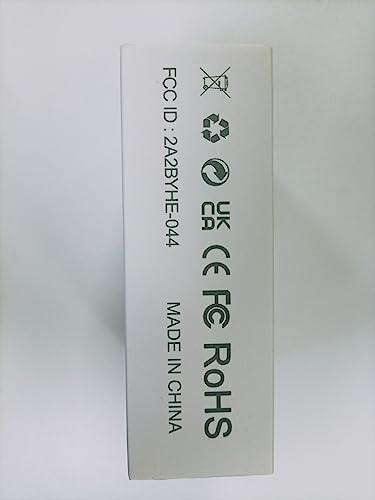 UK
CA CE FC RoHS
FCC ID : 2A2BYHE-044 MADE IN CHINA